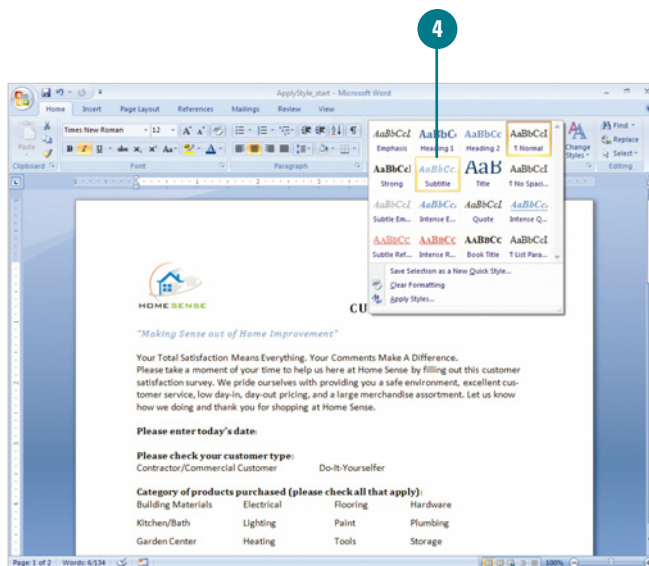 4
ApplyStyle_start - Microsoft Word
Home Insert Page Layout References Mailings Review View
Times New Roman 12
Paste
Clipboard Font Paragraph Editing
AaBbCcI AaBbCc AaBbCc AaBbCcI
Emphasis Heading 1 Heading 2 ¶ Normal
AaBbCcI AaBbCc. AaB AaBbCcI
Strong Subtitle Title ¶ No Spaci...
AaBbCcI AaBbCc. AaBbCcI AaBbCc.
Subtle Em... Intense E... Quote Intense Q...
AABBCC AABBCC AABBCC AaBbCcI
Subtle Ref... Intense R... Book Title ¶ List Para...
Save Selection as a New Quick Style...
Clear Formatting
Apply Styles...
Change Styles
Find
Replace
Select
HOMESENSE
CU
"Making Sense out of Home Improvement"
Your Total Satisfaction Means Everything. Your Comments Make A Difference.
Please take a moment of your time to help us here at Home Sense by filling out this customer
satisfaction survey. We pride ourselves with providing you a safe environment, excellent cus-
tomer service, low day-in, day-out pricing, and a large merchandise assortment. Let us know
how we doing and thank you for shopping at Home Sense.
Please enter today's date:
Please check your customer type:
Contractor/Commercial Customer Do-It-Yourselfer
Category of products purchased (please check all that apply):
Building Materials Electrical Flooring Hardware
Kitchen/Bath Lighting Paint Plumbing
Garden Center Heating Tools Storage
Page: 1 of 2 Words: 6/134 100%